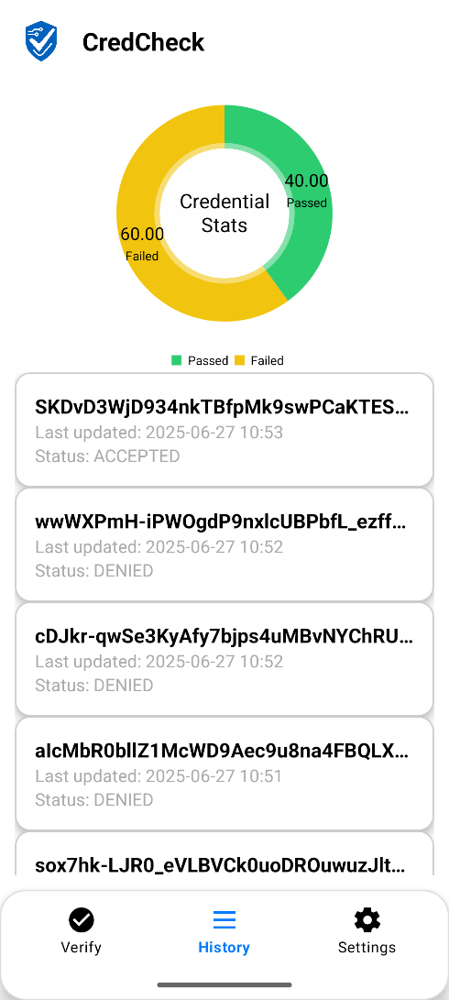 CredCheck
40.00
Passed
Credential
Stats
60.00
Failed
Passed Failed
SKDvD3WjD934nkTBfpMk9swPCaKTES...
Last updated: 2025-06-27 10:53
Status: ACCEPTED
wwWXPmH-iPWOgdP9nxlcUBPbfL_ezff...
Last updated: 2025-06-27 10:52
Status: DENIED
cDJkr-qwSe3KyAfy7bjps4uMBvNYChRU...
Last updated: 2025-06-27 10:52
Status: DENIED
alcMbR0bllZ1McWD9Aec9u8na4FBQLX...
Last updated: 2025-06-27 10:51
Status: DENIED
sox7hk-LJR0_eVLBVCk0uoDROuwuzJlt...
Verify History Settings